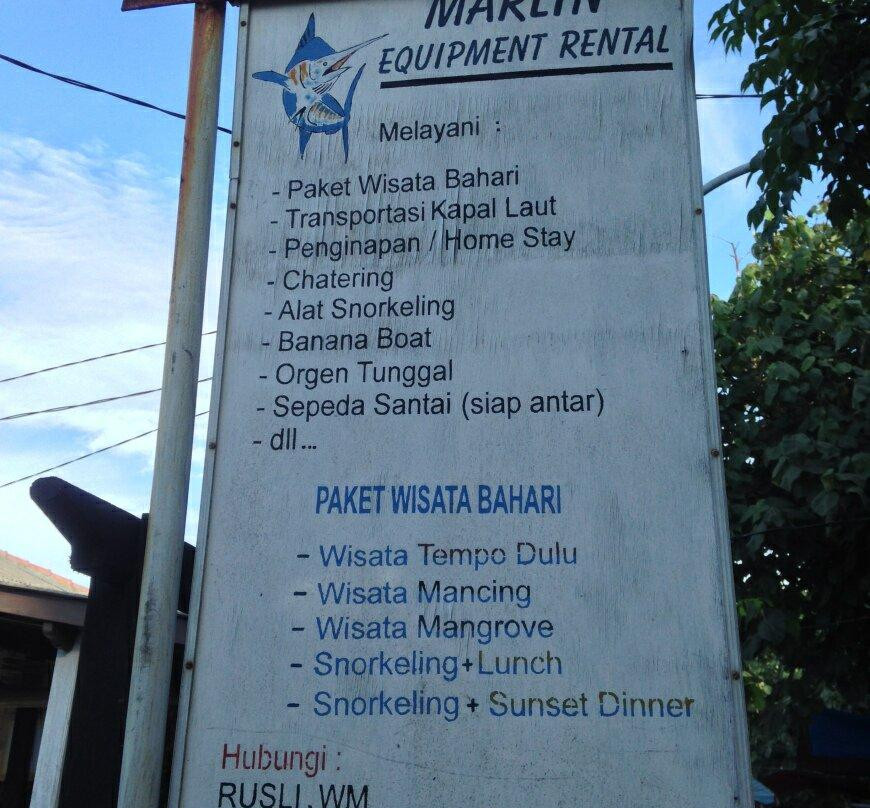 MARLIN
EQUIPMENT RENTAL
Melayani :
- Paket Wisata Bahari
- Transportasi Kapal Laut
- Penginapan / Home Stay
- Chatering
- Alat Snorkeling
- Banana Boat
- Orgen Tunggal
- Sepeda Santai (siap antar)
- dll ...
PAKET WISATA BAHARI
- Wisata Tempo Dulu
- Wisata Mancing
- Wisata Mangrove
- Snorkeling + Lunch
- Snorkeling + Sunset Dinner
Hubungi :
RUSLI, WM